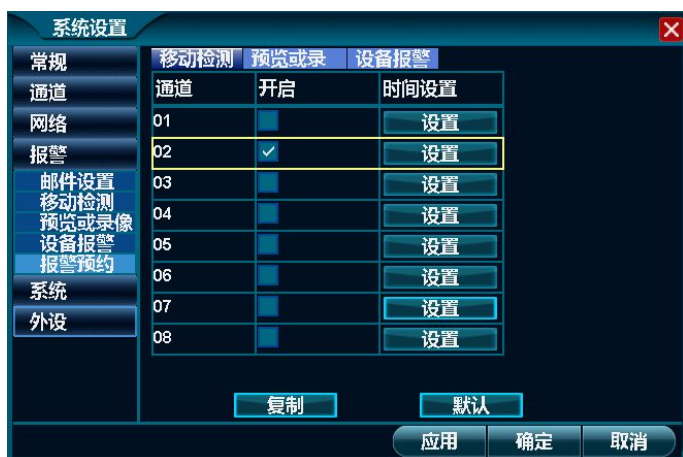 系统设置
常规
通道
网络
报警
邮件设置
移动检测
预览或录像
设备报警
报警预约
系统
外设
移动检测 预览或录 设备报警
通道 开启 时间设置
01 设置
02 设置
03 设置
04 设置
05 设置
06 设置
07 设置
08 设置
复制 默认
应用 确定 取消